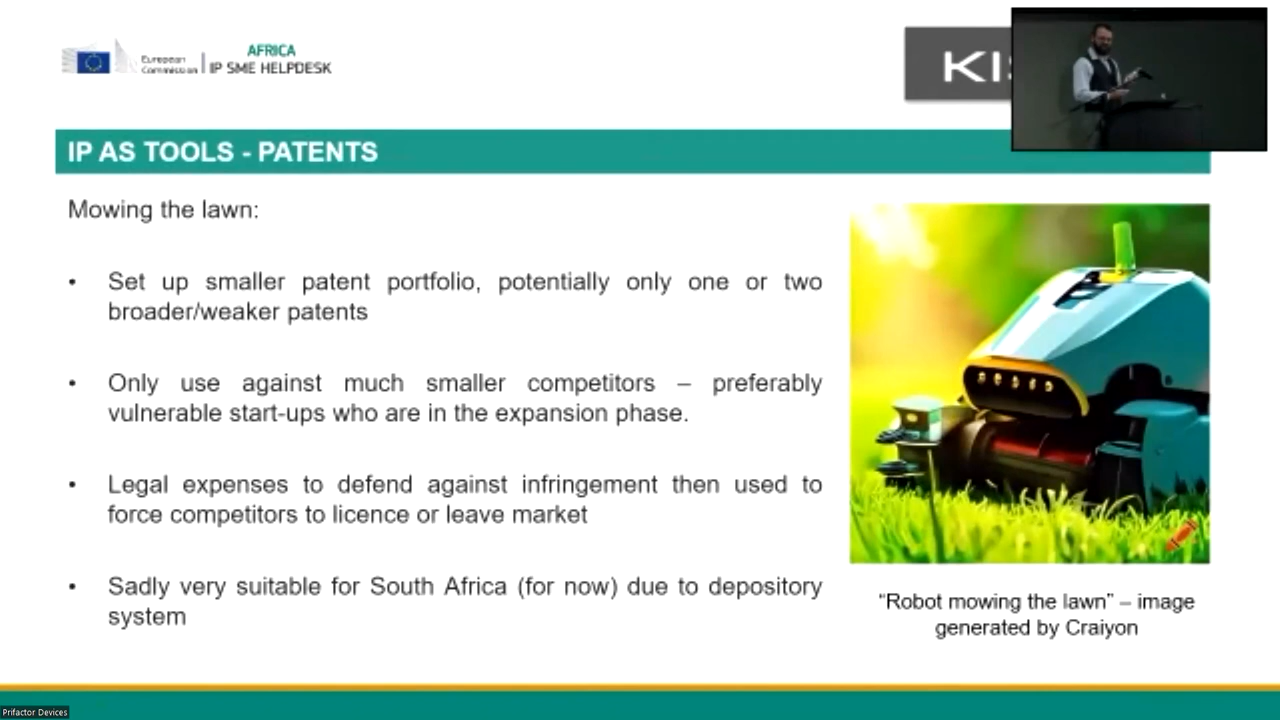 European
Commission
AFRICA
IP SME HELPDESK
KI
IP AS TOOLS - PATENTS
Mowing the lawn:
• Set up smaller patent portfolio, potentially only one or two
broader/weaker patents
• Only use against much smaller competitors – preferably
vulnerable start-ups who are in the expansion phase.
• Legal expenses to defend against infringement then used to
force competitors to licence or leave market
• Sadly very suitable for South Africa (for now) due to depository
system
“Robot mowing the lawn” – image
generated by Craiyon
Prifactor Devices